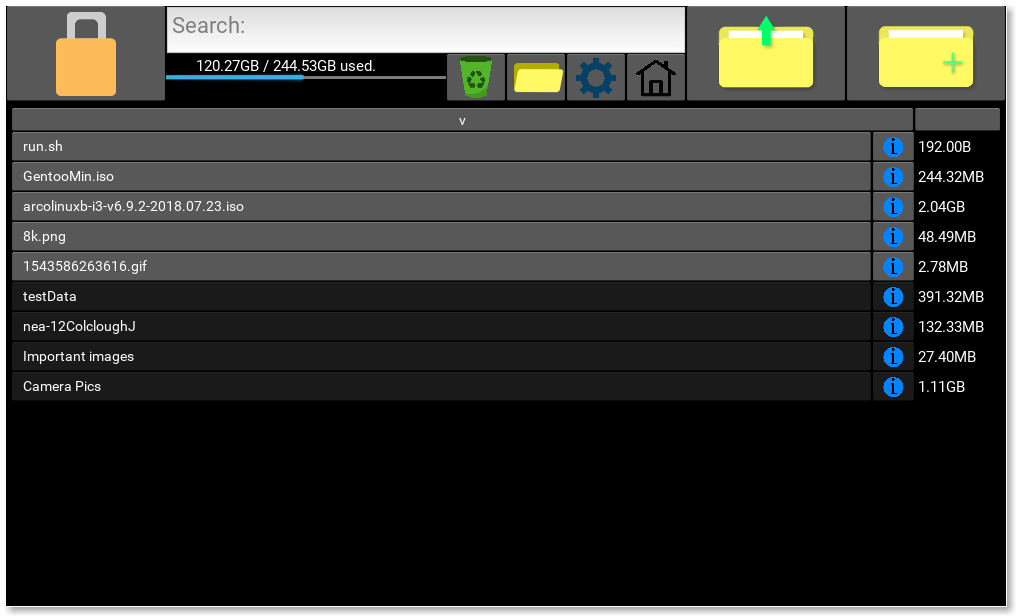 Search:
120.27GB / 244.53GB used.
v
run.sh 192.00B
GentooMin.iso 244.32MB
arcolinuxb-i3-v6.9.2-2018.07.23.iso 2.04GB
8k.png 48.49MB
1543586263616.gif 2.78MB
testData 391.32MB
nea-12ColcloughJ 132.33MB
Important images 27.40MB
Camera Pics 1.11GB